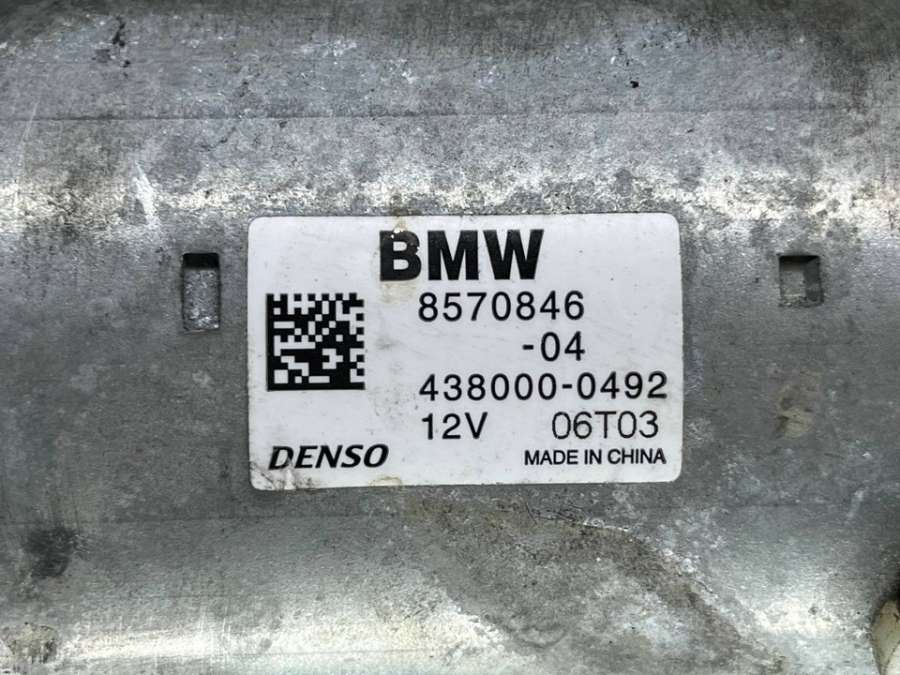 BMW
8570846
-04
438000-0492
12V 06T03
DENSO MADE IN CHINA